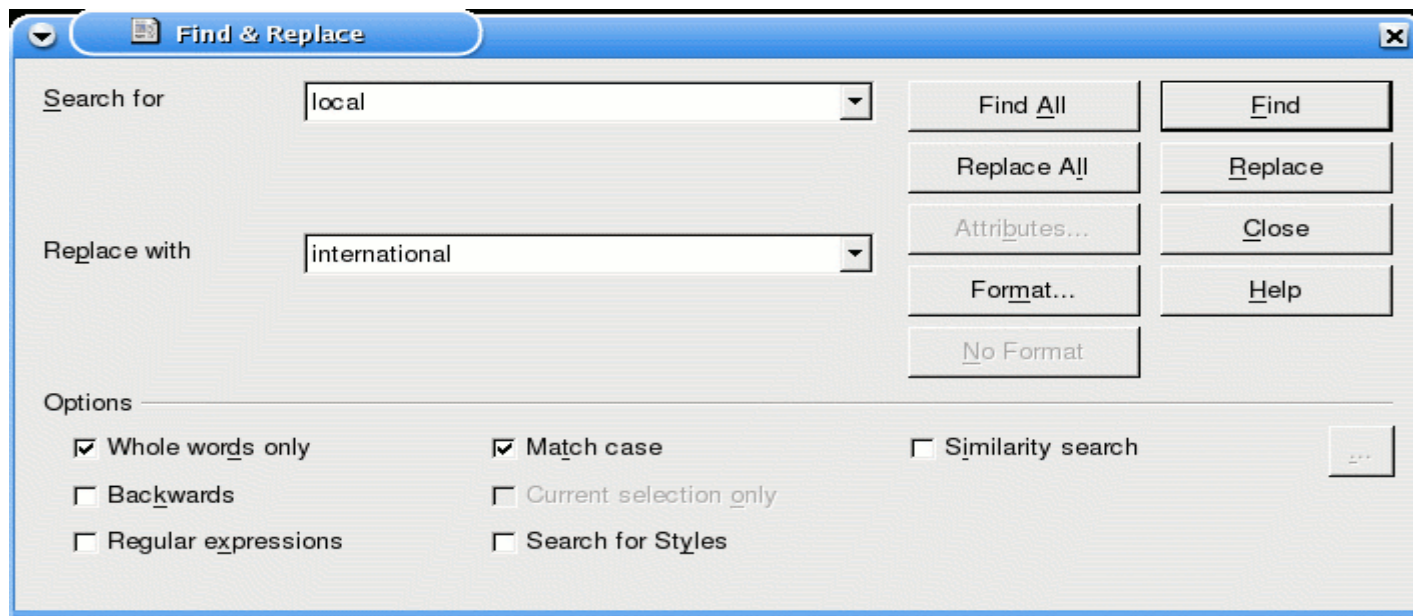 Find & Replace
Search for
local
Find All
Find
Replace All
Replace
Replace with
international
Attributes...
Close
Format...
Help
No Format
Options
Whole words only
Match case
Similarity search
...
Backwards
Current selection only
Regular expressions
Search for Styles